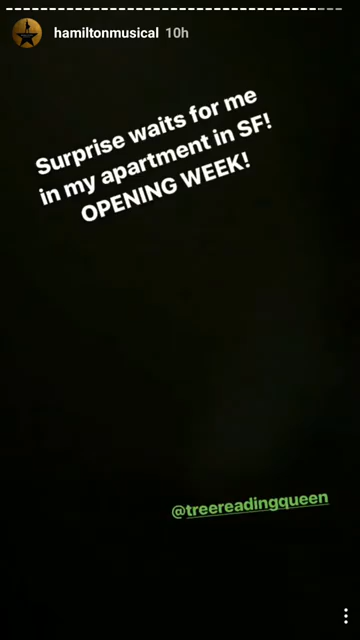 hamiltonmusical 10h
Surprise waits for me
in my apartment in SF!
OPENING WEEK!
@treereadingqueen